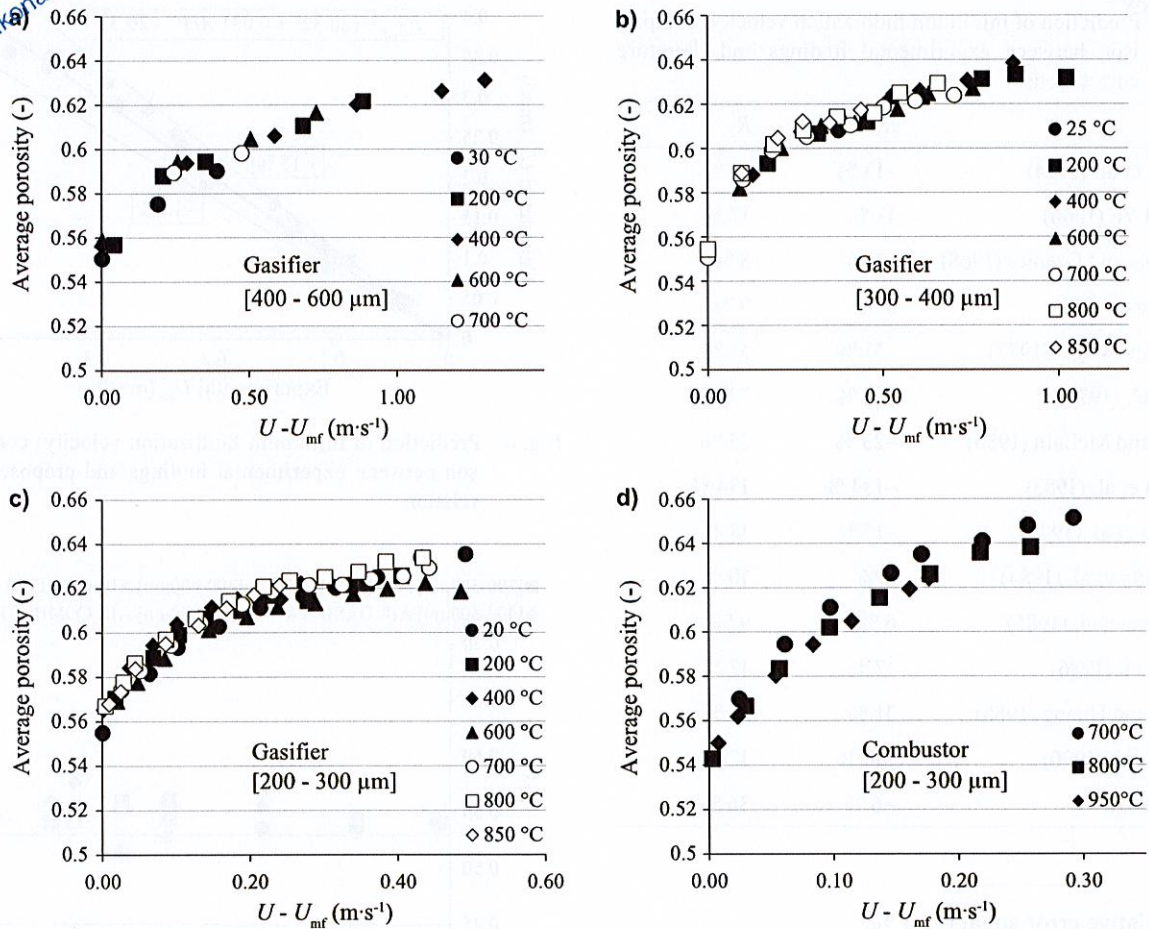 a)
0.66
0.64
0.62
0.6
0.58
0.56
0.54
0.52
0.5
Average porosity (-)
0.00
0.50
1.00
U - Umf (m·s-1)
30 °C
200 °C
400 °C
600 °C
700 °C
Gasifier
[400 - 600 µm]
b)
0.66
0.64
0.62
0.6
0.58
0.56
0.54
0.52
0.5
Average porosity (-)
0.00
0.50
1.00
U - Umf (m·s-1)
25 °C
200 °C
400 °C
600 °C
700 °C
800 °C
850 °C
Gasifier
[300 - 400 µm]
c)
0.66
0.64
0.62
0.6
0.58
0.56
0.54
0.52
0.5
Average porosity (-)
0.00
0.20
0.40
0.60
U - Umf (m·s-1)
20 °C
200 °C
400 °C
600 °C
700 °C
800 °C
850 °C
Gasifier
[200 - 300 µm]
d)
0.66
0.64
0.62
0.6
0.58
0.56
0.54
0.52
0.5
Average porosity (-)
0.00
0.10
0.20
0.30
U - Umf (m·s-1)
700°C
800°C
950°C
Combustor
[200 - 300 µm]